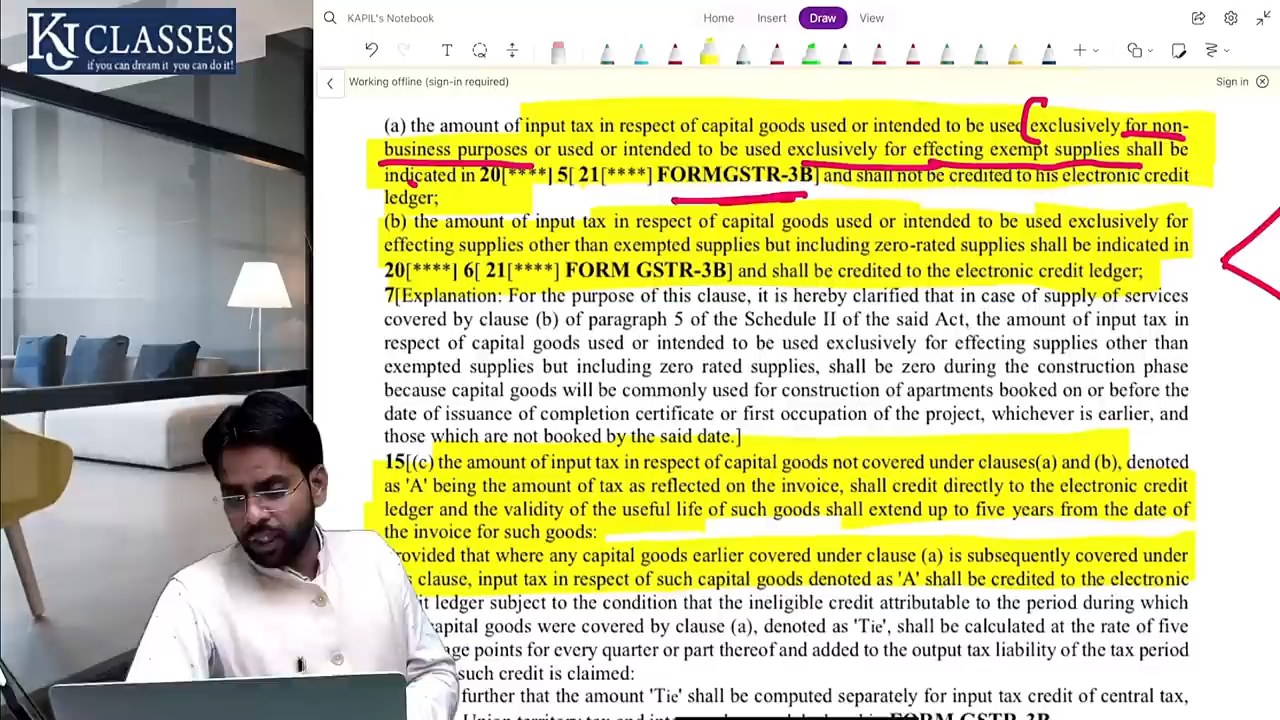 KJ CLASSES
if you can dream it you can do it!
KAPIL's Notebook
Home Insert Draw View
T
Working offline (sign-in required)
Sign in
(a) the amount of input tax in respect of capital goods used or intended to be used exclusively for non-
business purposes or used or intended to be used exclusively for effecting exempt supplies shall be
indicated in 20[****] 5[ 21[****] FORMGSTR-3B] and shall not be credited to his electronic credit
ledger;
(b) the amount of input tax in respect of capital goods used or intended to be used exclusively for
effecting supplies other than exempted supplies but including zero-rated supplies shall be indicated in
20[****] 6[ 21[****] FORM GSTR-3B] and shall be credited to the electronic credit ledger;
7[Explanation: For the purpose of this clause, it is hereby clarified that in case of supply of services
covered by clause (b) of paragraph 5 of the Schedule II of the said Act, the amount of input tax in
respect of capital goods used or intended to be used exclusively for effecting supplies other than
exempted supplies but including zero rated supplies, shall be zero during the construction phase
because capital goods will be commonly used for construction of apartments booked on or before the
date of issuance of completion certificate or first occupation of the project, whichever is earlier, and
those which are not booked by the said date.]
15[(c) the amount of input tax in respect of capital goods not covered under clauses(a) and (b), denoted
as 'A' being the amount of tax as reflected on the invoice, shall credit directly to the electronic credit
ledger and the validity of the useful life of such goods shall extend up to five years from the date of
the invoice for such goods:
rovided that where any capital goods earlier covered under clause (a) is subsequently covered under
clause, input tax in respect of such capital goods denoted as 'A' shall be credited to the electronic
it ledger subject to the condition that the ineligible credit attributable to the period during which
apital goods were covered by clause (a), denoted as 'Tie', shall be calculated at the rate of five
age points for every quarter or part thereof and added to the output tax liability of the tax period
such credit is claimed:
further that the amount 'Tie' shall be computed separately for input tax credit of central tax,
Union territory tax and FORM GSTR-3B